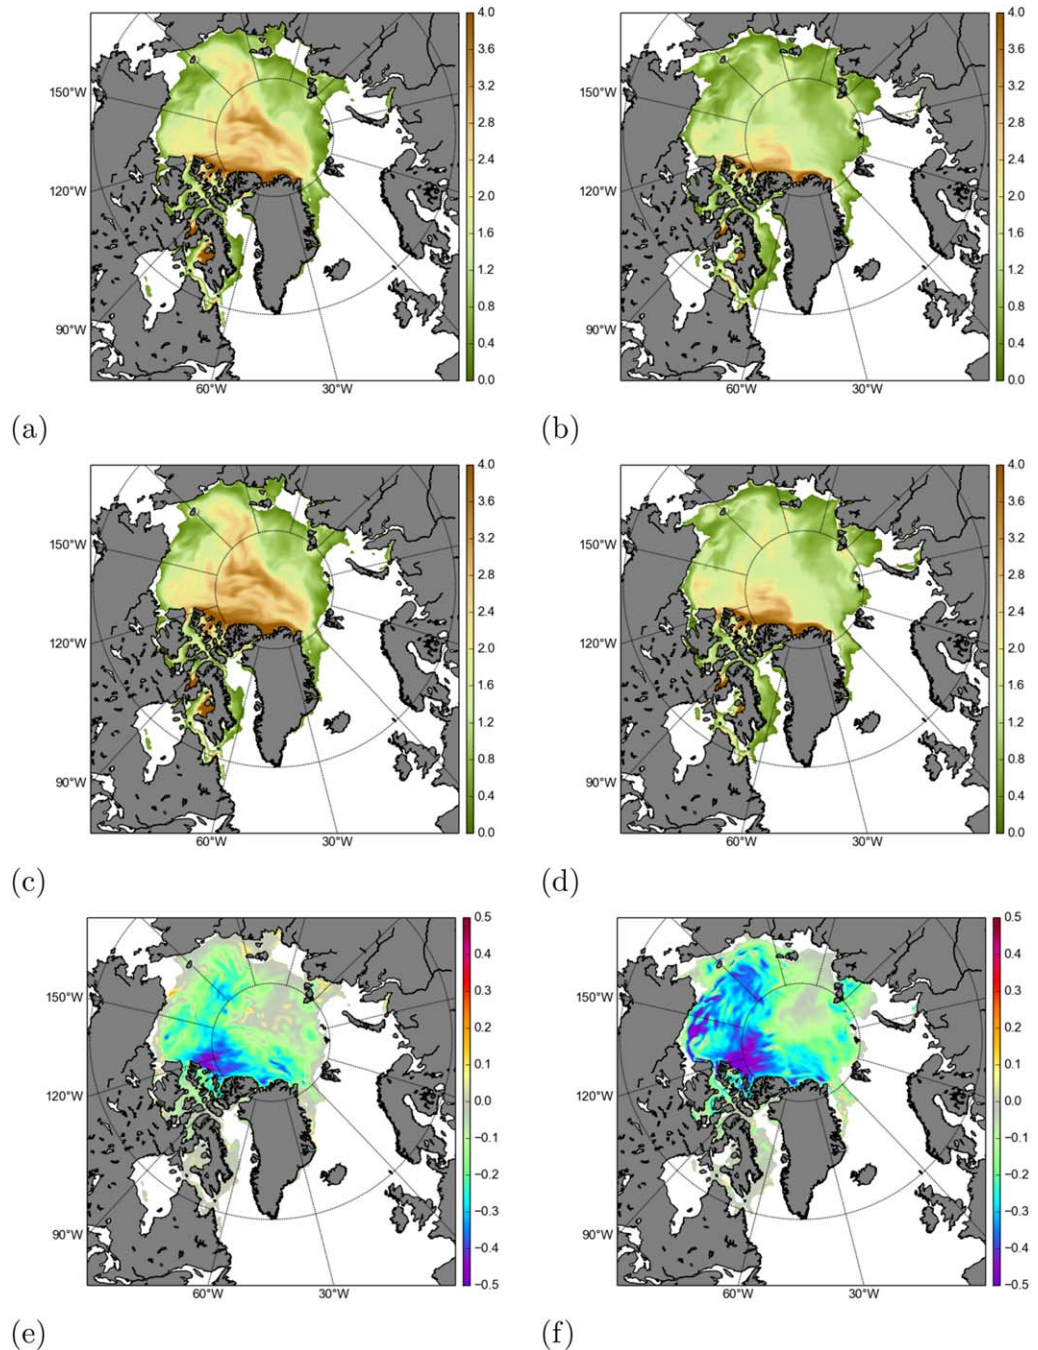 4.0 4.0
3.6 3.6
3.2 3.2
150°W 150°W
2.8 2.8
2.4 2.4
120°W 120°W
2.0 2.0
1.6 1.6
1.2 1.2
0.8 0.8
90°W 90°W
0.4 0.4
0.0 0.0
60°W 30°W 60°W 30°W
(a) (b)
4.0 4.0
3.6 3.6
3.2 3.2
150°W 150°W
2.8 2.8
2.4 2.4
120°W 120°W
2.0 2.0
1.6 1.6
1.2 1.2
0.8 0.8
90°W 90°W
0.4 0.4
0.0 0.0
60°W 30°W 60°W 30°W
(c) (d)
0.5 0.5
0.4 0.4
0.3 0.3
150°W 150°W
0.2 0.2
0.1 0.1
120°W 120°W
0.0 0.0
−0.1 −0.1
−0.2 −0.2
−0.3 −0.3
90°W 90°W
−0.4 −0.4
−0.5 −0.5
60°W 30°W 60°W 30°W
(e) (f)